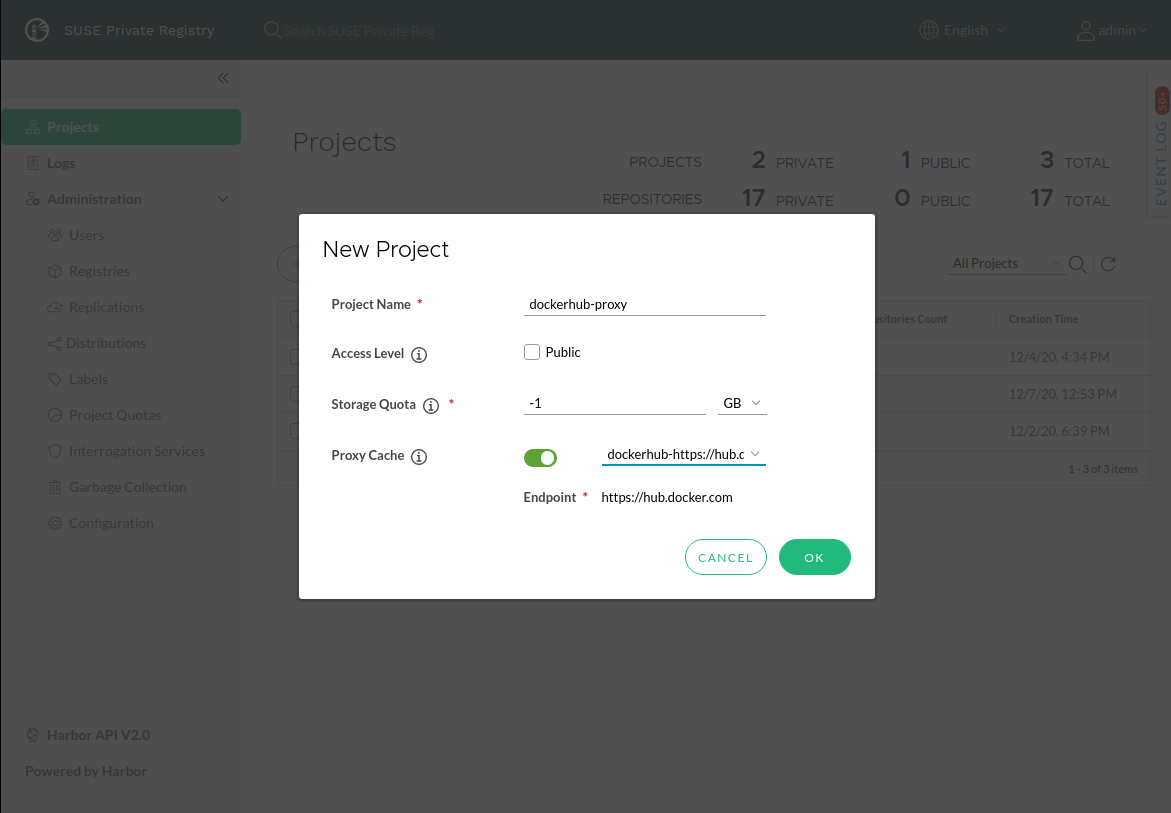 SUSE Private Registry
Search SUSE Private Reg
English
admin
Projects
Logs
Administration
Users
Registries
Replications
Distributions
Labels
Project Quotas
Interrogation Services
Garbage Collection
Configuration
Harbor API V2.0
Powered by Harbor
Projects
PROJECTS 2 PRIVATE 1 PUBLIC 3 TOTAL
REPOSITORIES 17 PRIVATE 0 PUBLIC 17 TOTAL
50+
EVENT LOG
All Projects
Count Creation Time
12/4/20, 4:34 PM
12/7/20, 12:53 PM
12/2/20, 6:39 PM
1 - 3 of 3 items
New Project
Project Name * dockerhub-proxy
Access Level Public
Storage Quota * -1 GB
Proxy Cache dockerhub-https://hub.c
Endpoint * https://hub.docker.com
CANCEL OK